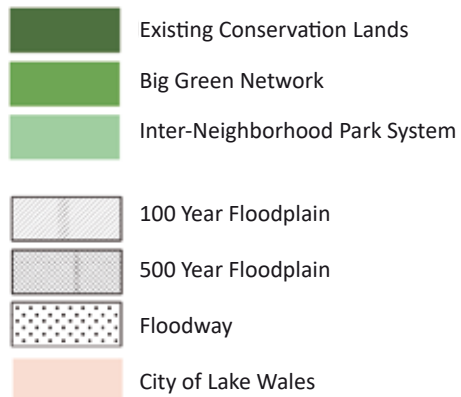 Existing Conservation Lands
Big Green Network
Inter-Neighborhood Park System
100 Year Floodplain
500 Year Floodplain
Floodway
City of Lake Wales